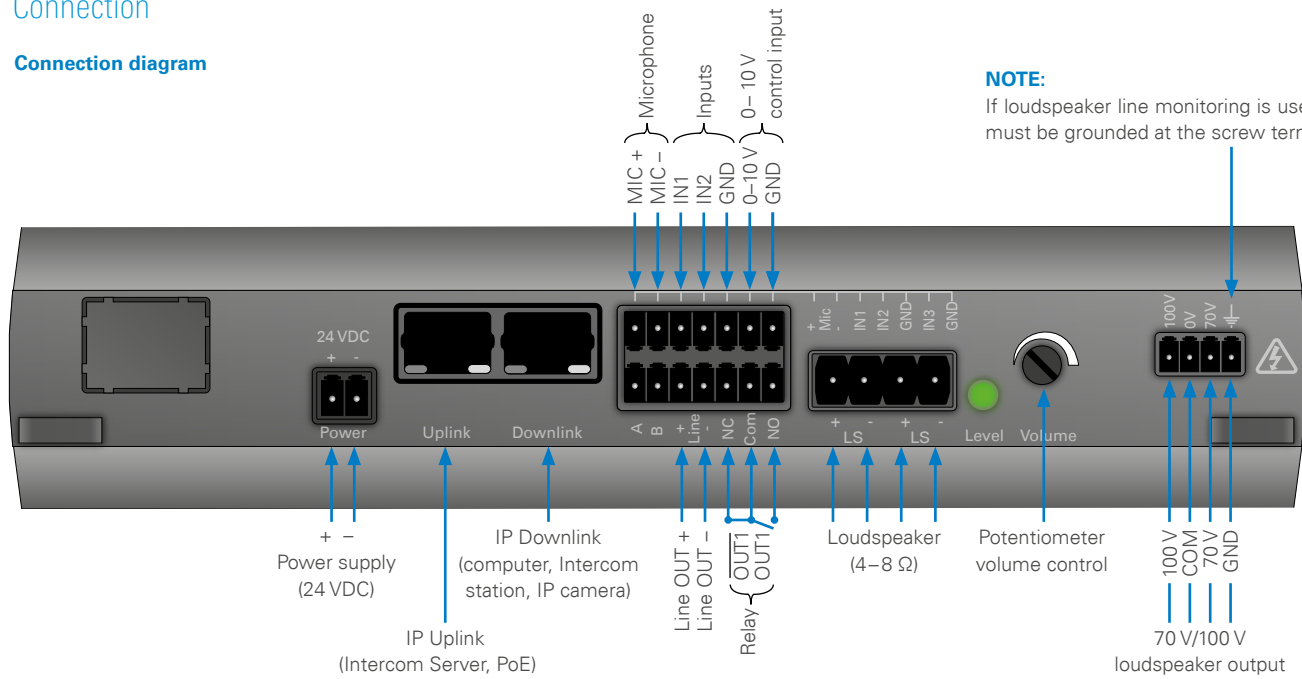 Connection
Connection diagram
NOTE:
If loudspeaker line monitoring is use
must be grounded at the screw tern
Microphone
Inputs
0– 10 V
control input
MIC +
MIC –
IN1
IN2
GND
0–10 V
GND
24 VDC
+ -
Power
Uplink
Downlink
+
Mic
-
IN1
IN2
GND
IN3
GND
A
B
+
Line
-
NC
Com
NO
+ - + -
LS LS
Level
Volume
100V
0V
70V
+ –
Power supply
(24 VDC)
IP Uplink
(Intercom Server, PoE)
IP Downlink
(computer, Intercom
station, IP camera)
Line OUT +
Line OUT –
OUT1
OUT1
Relay
Loudspeaker
(4–8 Ω)
Potentiometer
volume control
100 V
COM
70 V
GND
70 V/100 V
loudspeaker output